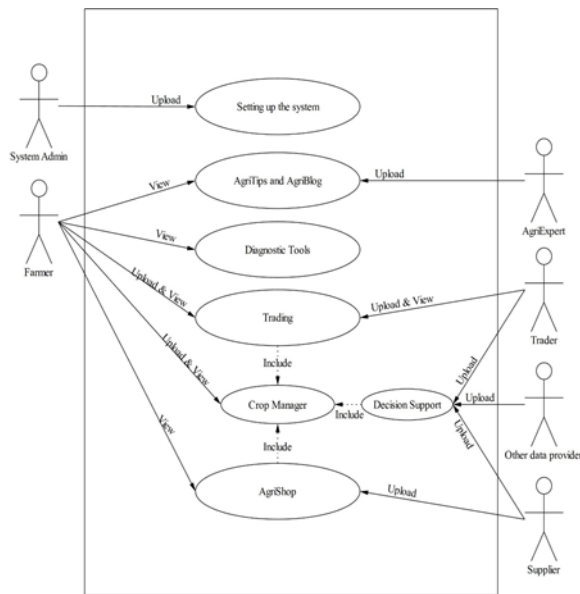 Upload
Setting up the system
System Admin
View
AgriTips and AgriBlog
Upload
AgriExpert
Farmer
View
Diagnostic Tools
Upload & View
Trading
Upload & View
Trader
Include
Upload & View
Upload
Crop Manager
Include
Decision Support
Upload
Other data provider
View
Include
Upload
AgriShop
Upload
Supplier